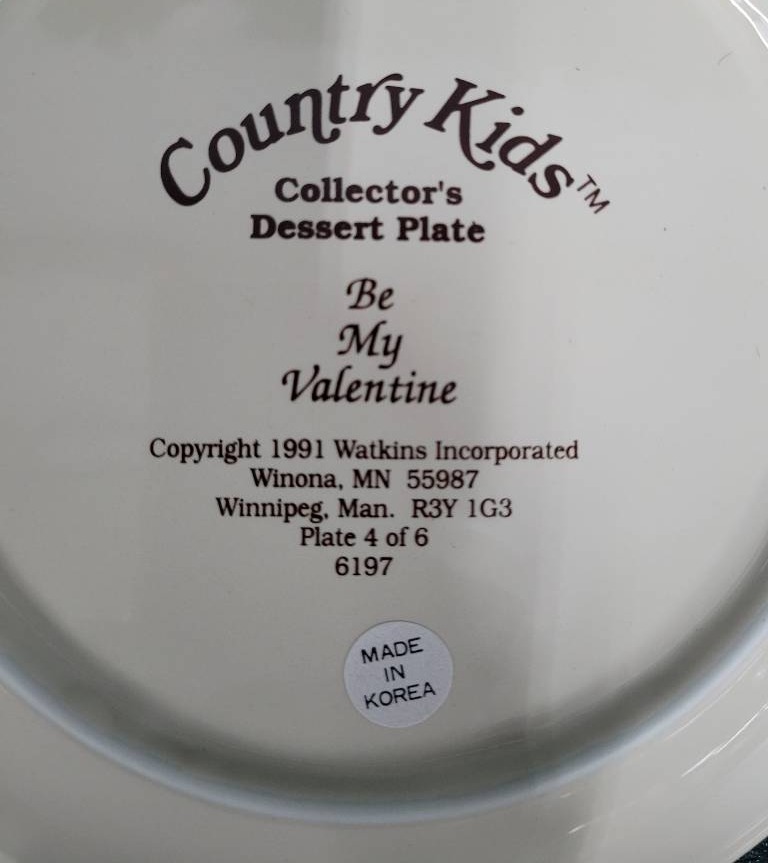 Country Kids™
Collector's
Dessert Plate
Be
My
Valentine
Copyright 1991 Watkins Incorporated
Winona, MN 55987
Winnipeg, Man. R3Y 1G3
Plate 4 of 6
6197
MADE
IN
KOREA